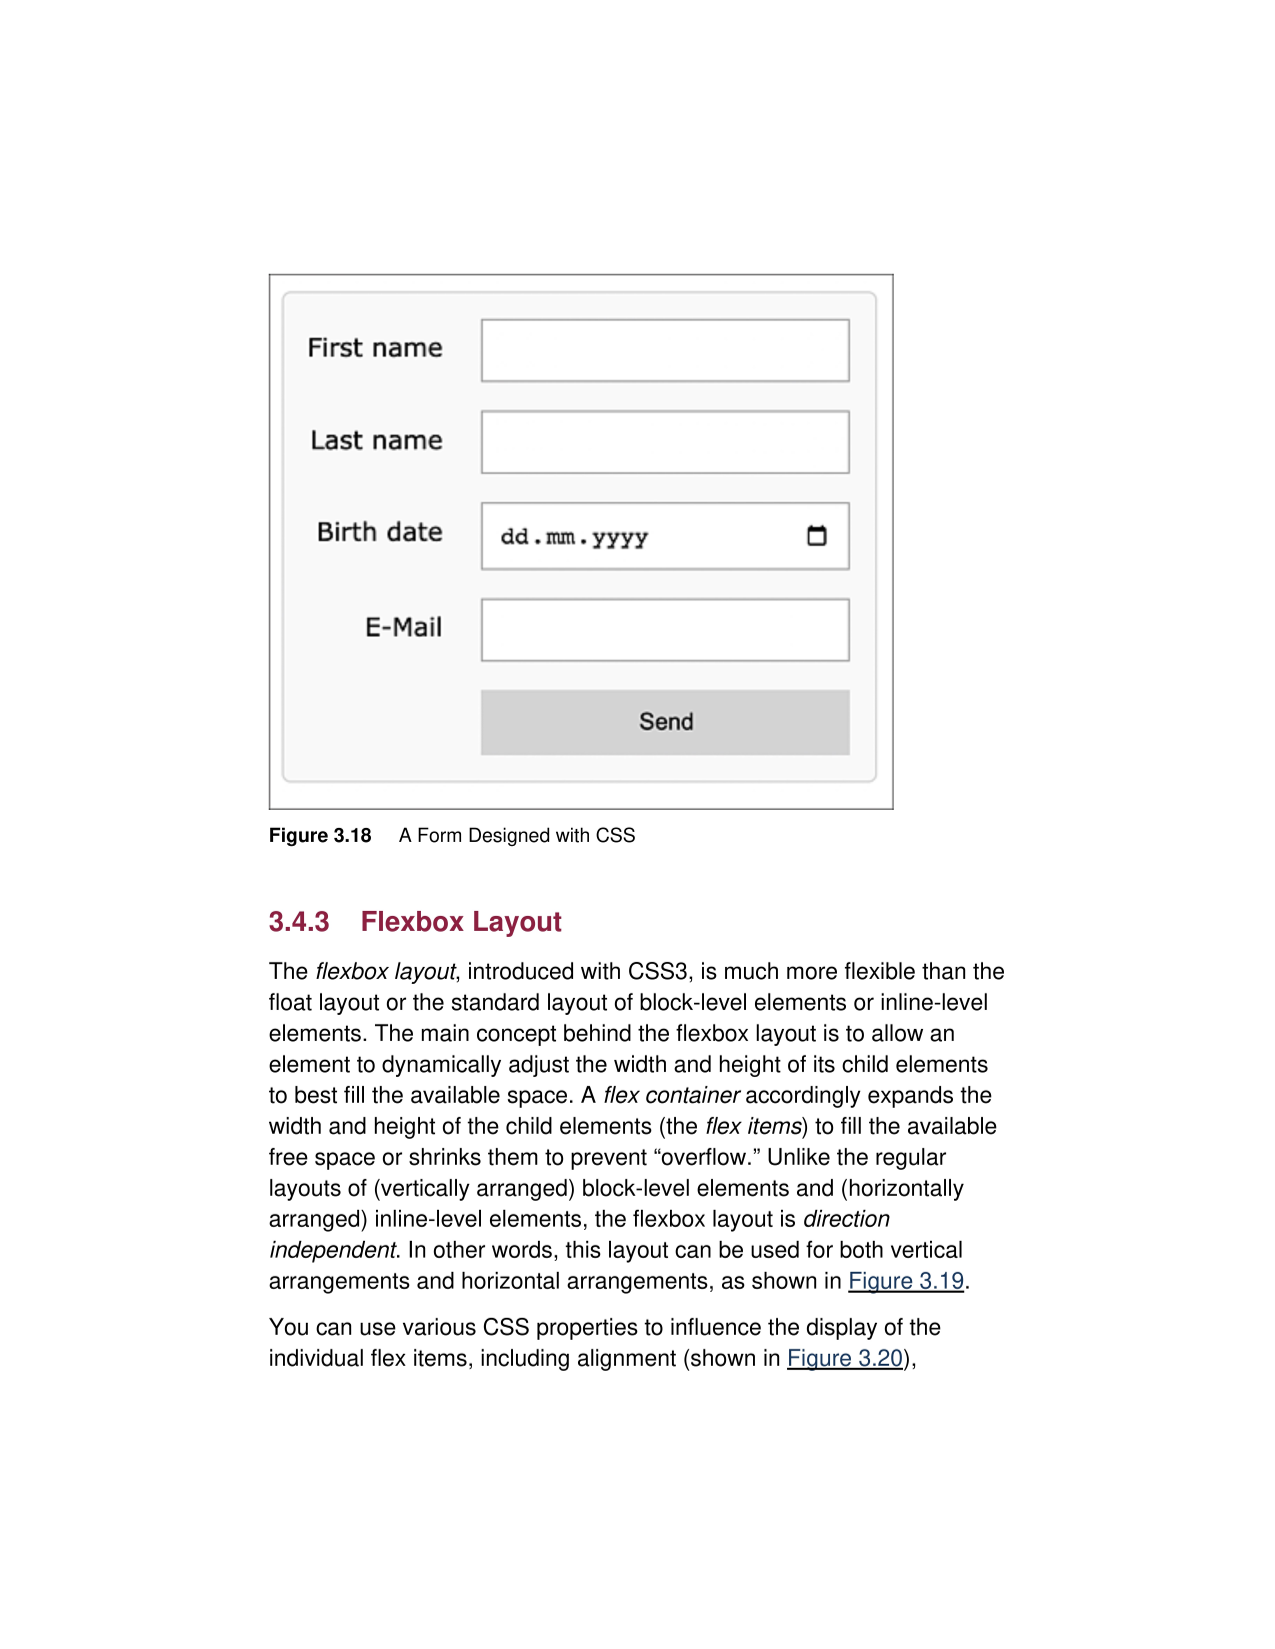 First name
Last name
Birth date
dd.mm.yyyy
E-Mail
Send
Figure 3.18 A Form Designed with CSS
3.4.3 Flexbox Layout
The flexbox layout, introduced with CSS3, is much more flexible than the
float layout or the standard layout of block-level elements or inline-level
elements. The main concept behind the flexbox layout is to allow an
element to dynamically adjust the width and height of its child elements
to best fill the available space. A flex container accordingly expands the
width and height of the child elements (the flex items) to fill the available
free space or shrinks them to prevent “overflow.” Unlike the regular
layouts of (vertically arranged) block-level elements and (horizontally
arranged) inline-level elements, the flexbox layout is direction
independent. In other words, this layout can be used for both vertical
arrangements and horizontal arrangements, as shown in Figure 3.19.
You can use various CSS properties to influence the display of the
individual flex items, including alignment (shown in Figure 3.20),